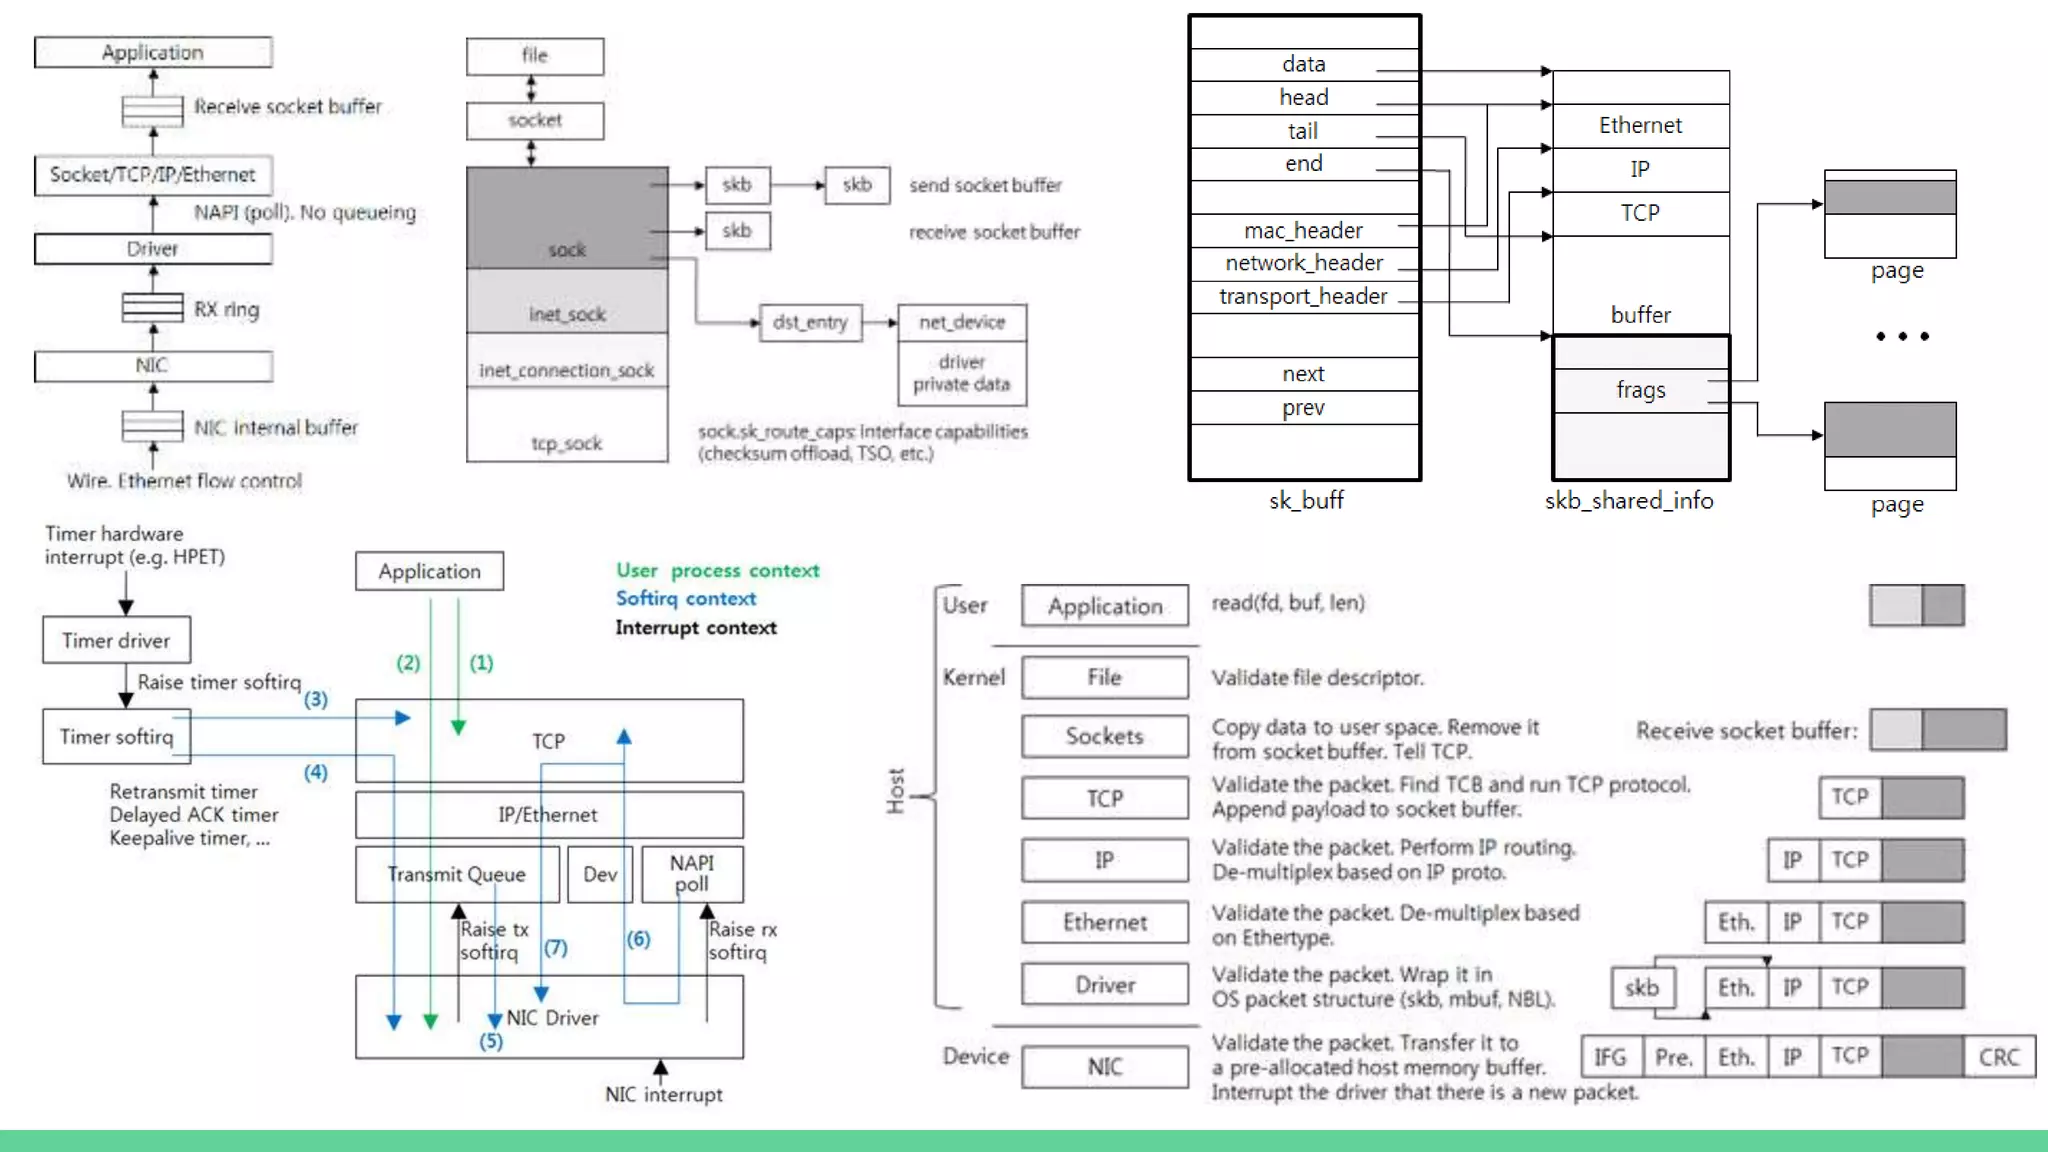 Application
Receive socket buffer
Socket/TCP/IP/Ethernet
NAPI (poll). No queueing
Driver
RX ring
NIC
NIC internal buffer
Wire. Ethernet flow control
file
socket
skb
skb
send socket buffer
skb
receive socket buffer
sock
inet_sock
dst_entry
net_device
driver
private data
inet_connection_sock
tcp_sock
sock.sk_route_caps: interface capabilities
(checksum offload, TSO, etc.)
data
head
tail
end
mac_header
network_header
transport_header
next
prev
sk_buff
Ethernet
IP
TCP
buffer
frags
skb_shared_info
page
• • •
page
Timer hardware
interrupt (e.g. HPET)
Timer driver
Raise timer softirq
Timer softirq
(3)
(4)
Retransmit timer
Delayed ACK timer
Keepalive timer, ...
Application
User process context
Softirq context
Interrupt context
(2)
(1)
TCP
IP/Ethernet
Transmit Queue
Dev
NAPI
poll
Raise tx
softirq
(7)
(6)
Raise rx
softirq
NIC Driver
(5)
NIC interrupt
Host
User
Application
read(fd, buf, len)
Kernel
File
Validate file descriptor.
Sockets
Copy data to user space. Remove it
from socket buffer. Tell TCP.
Receive socket buffer:
TCP
Validate the packet. Find TCB and run TCP protocol.
Append payload to socket buffer.
TCP
IP
Validate the packet. Perform IP routing.
De-multiplex based on IP proto.
IP TCP
Ethernet
Validate the packet. De-multiplex based
on Ethertype.
Eth. IP TCP
Driver
Validate the packet. Wrap it in
OS packet structure (skb, mbuf, NBL).
skb Eth. IP TCP
Device
NIC
Validate the packet. Transfer it to
a pre-allocated host memory buffer.
Interrupt the driver that there is a new packet.
IFG Pre. Eth. IP TCP CRC